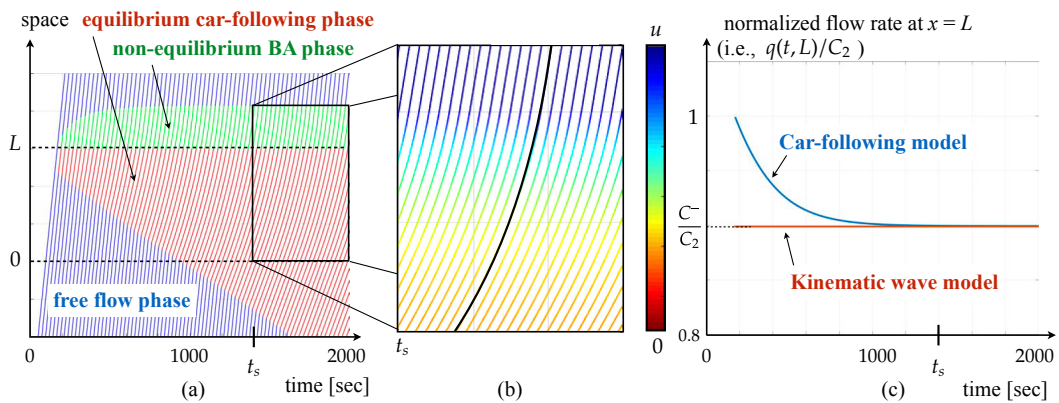 space
equilibrium car-following phase
non-equilibrium BA phase
L
0
free flow phase
0
1000
2000
t_s
time [sec]
(a)
t_s
(b)
u
0
normalized flow rate at x = L
(i.e., q(t, L)/C_2 )
1
Car-following model
C^-
C_2
Kinematic wave model
0.8
0
1000
2000
t_s
time [sec]
(c)